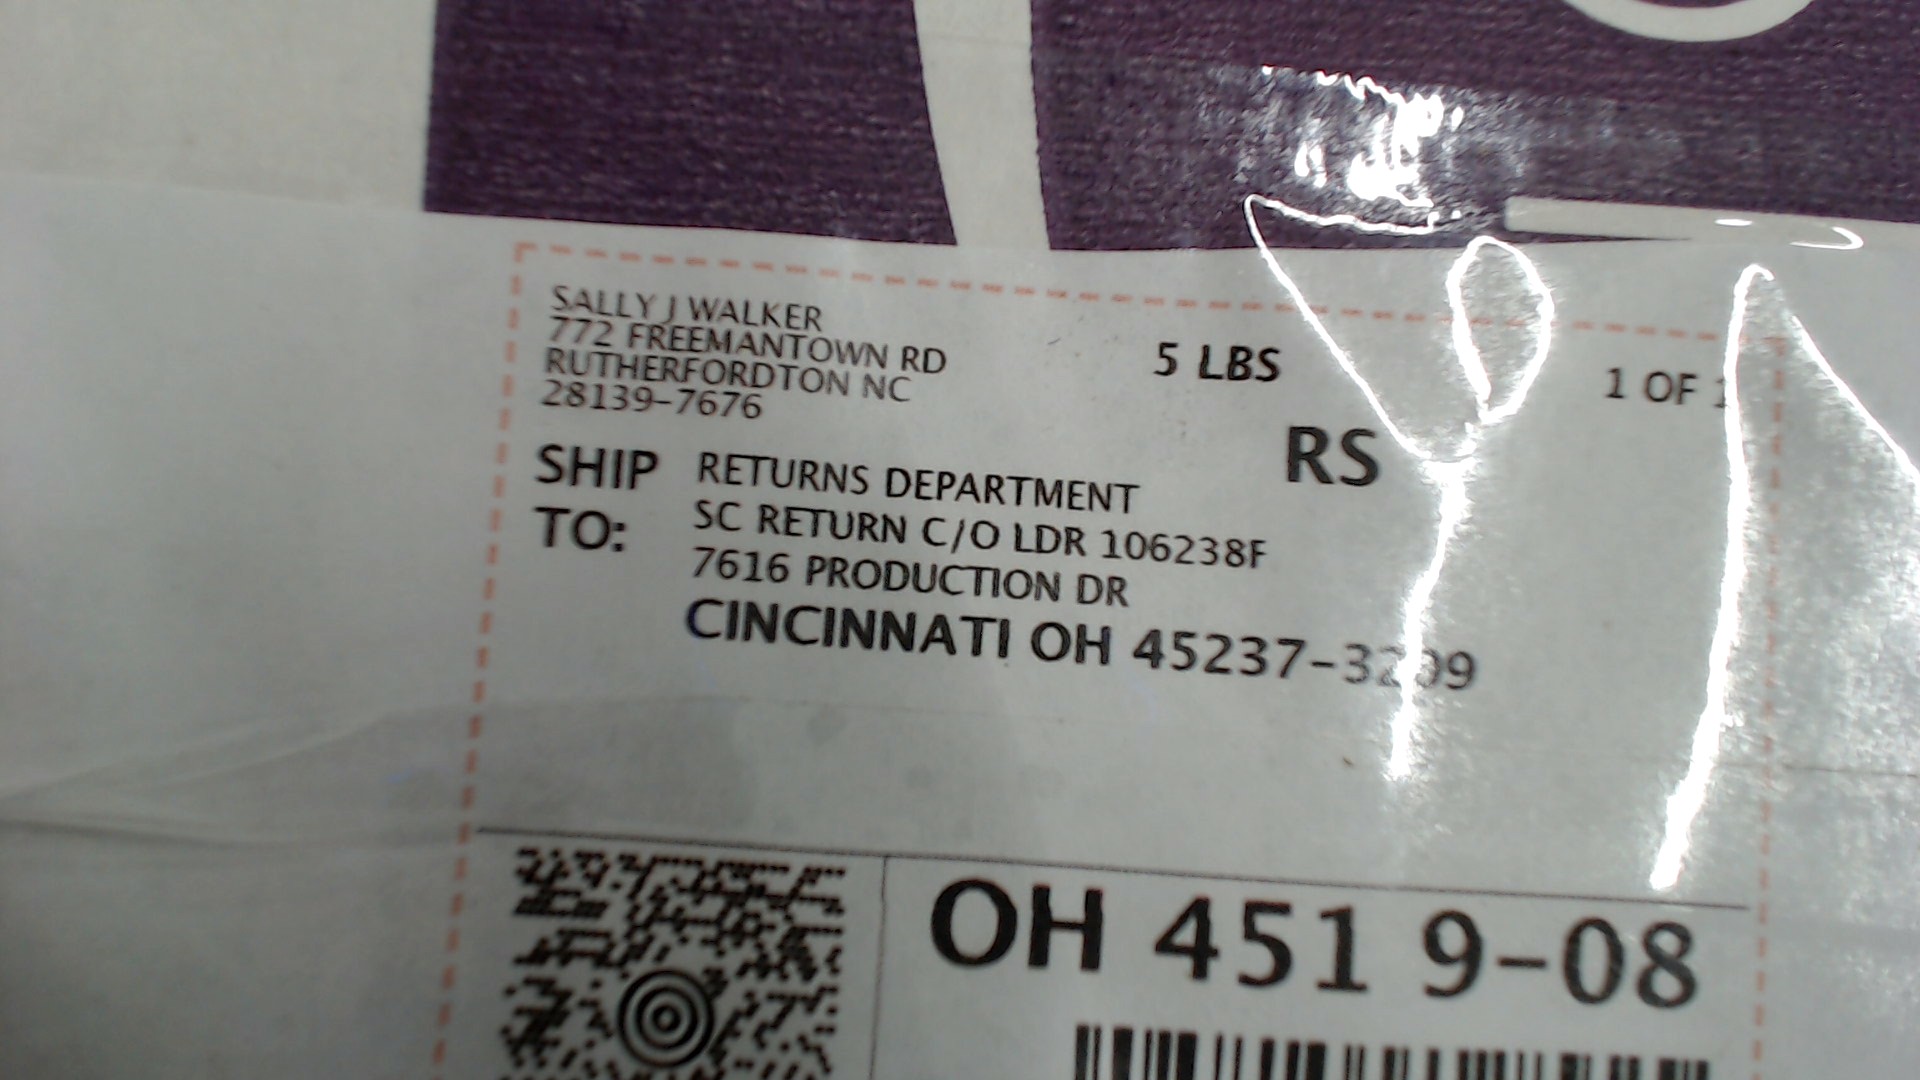 SALLY J WALKER
772 FREEMANTOWN RD
RUTHERFORDTON NC
28139-7676
5 LBS
1 OF 1
RS
SHIP TO:
RETURNS DEPARTMENT
SC RETURN C/O LDR 106238F
7616 PRODUCTION DR
CINCINNATI OH
OH 451 9-08